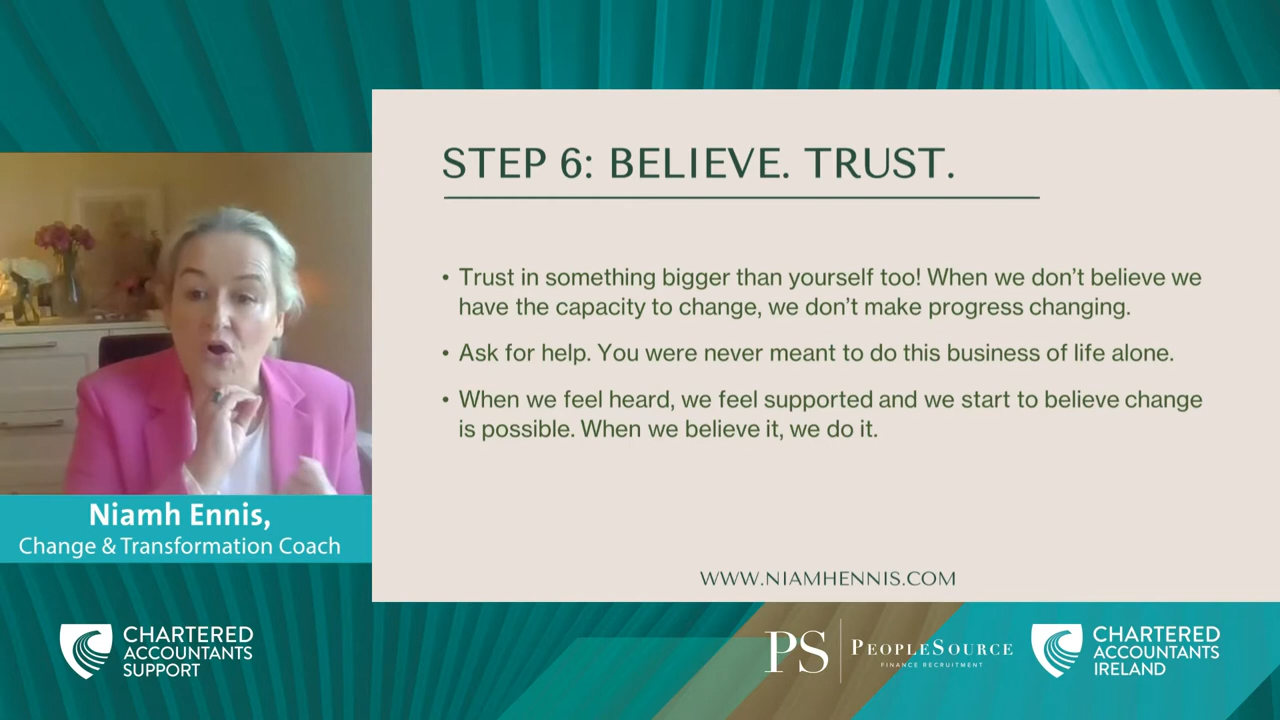 STEP 6: BELIEVE. TRUST.
• Trust in something bigger than yourself too! When we don’t believe we
have the capacity to change, we don’t make progress changing.
• Ask for help. You were never meant to do this business of life alone.
• When we feel heard, we feel supported and we start to believe change
is possible. When we believe it, we do it.
WWW.NIAMHENNIS.COM
Niamh Ennis,
Change & Transformation Coach
CHARTERED
ACCOUNTANTS
SUPPORT
PS
PEOPLESOURCE
FINANCE RECRUITMENT
CHARTERED
ACCOUNTANTS
IRELAND